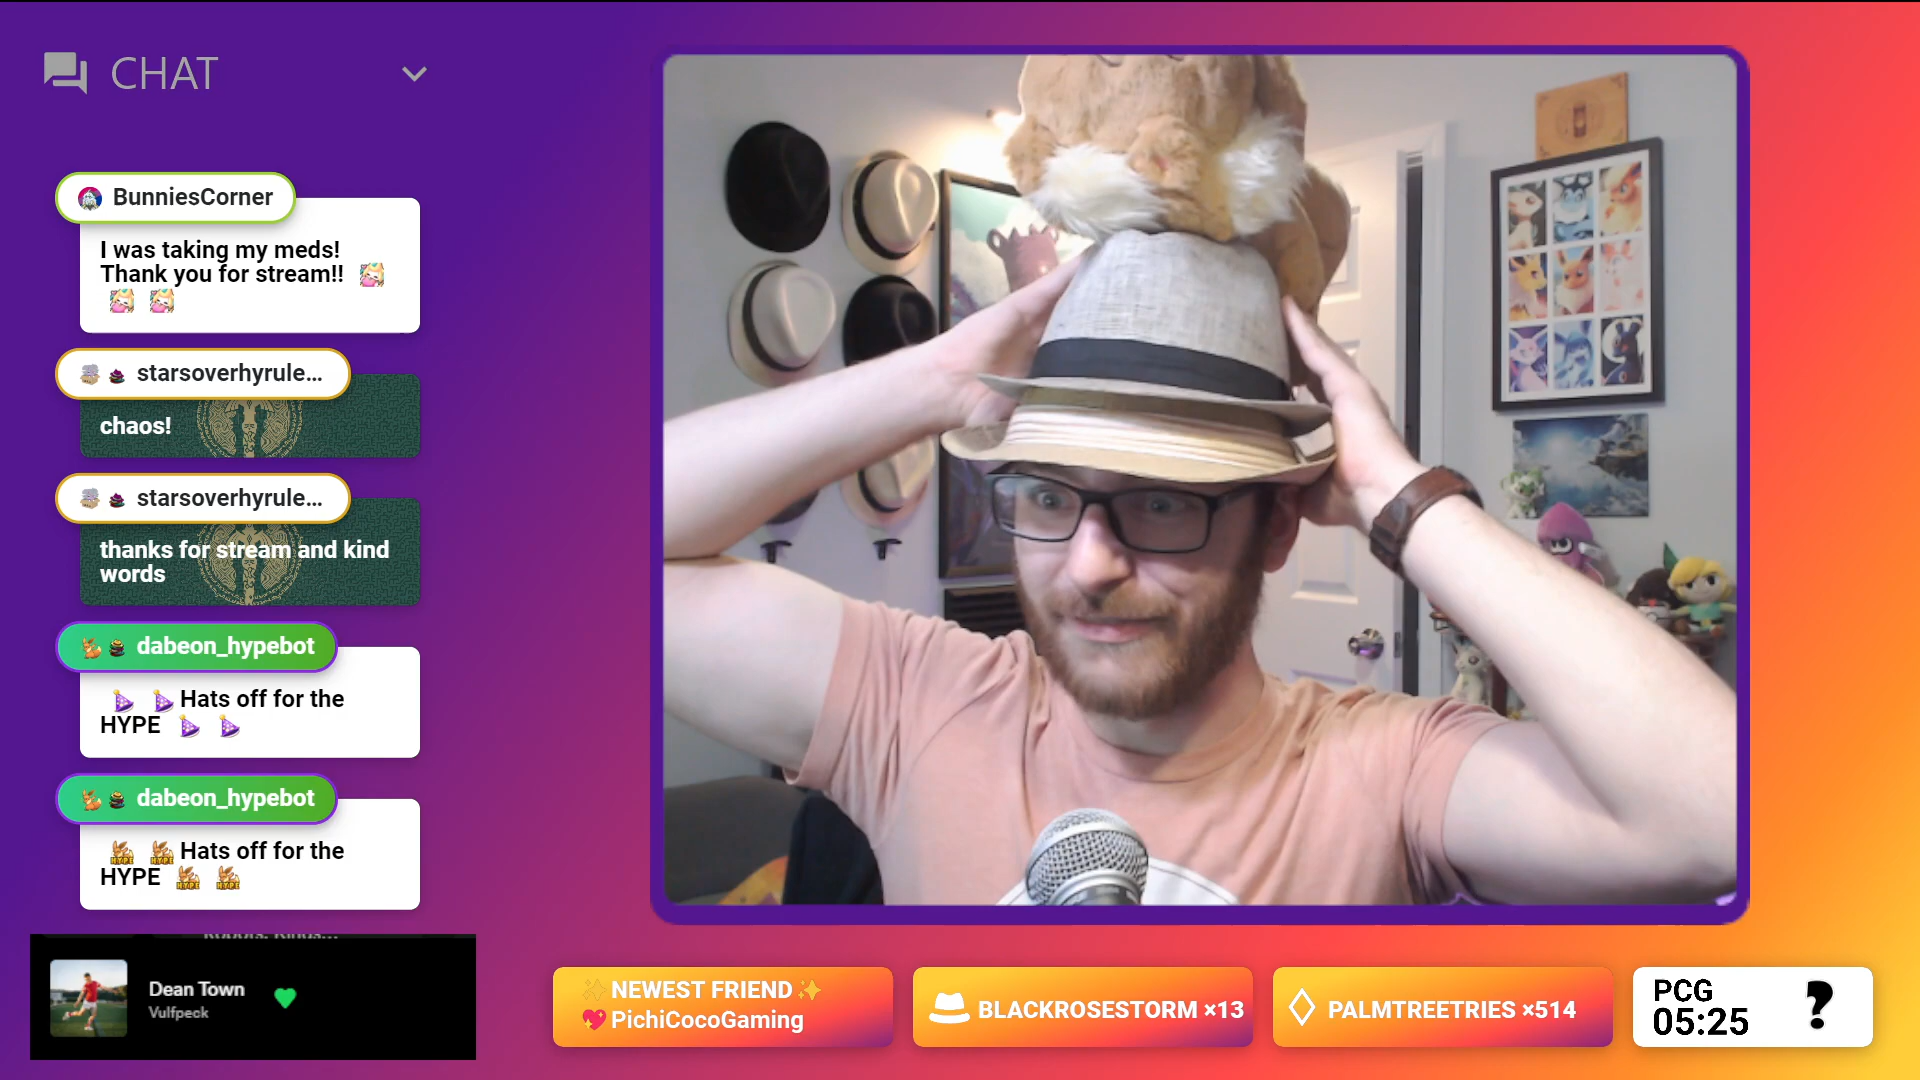 CHAT
BunniesCorner
I was taking my meds!
Thank you for stream!!
starsoverhyrule...
chaos!
starsoverhyrule...
thanks for stream and kind
words
dabeon_hypebot
Hats off for the
HYPE
dabeon_hypebot
Hats off for the
HYPE
Dean Town
Vulfpeck
NEWEST FRIEND
PichiCocoGaming
BLACKROSESTORM ×13
PALMTREETRIES ×514
PCG
05:25
?